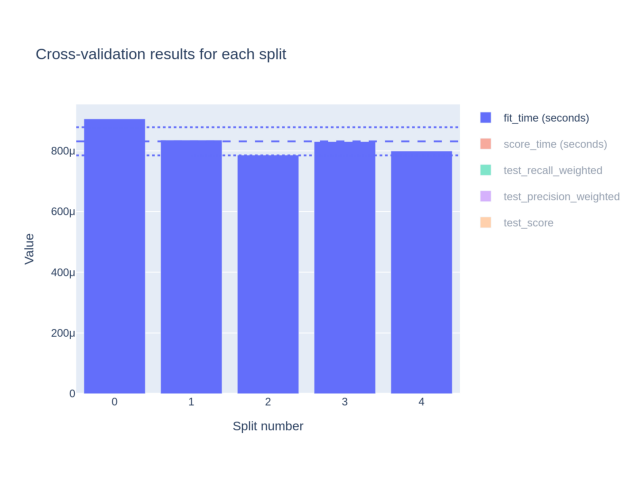 Cross-validation results for each split
Value
800μ
600μ
400μ
200μ
0
0 1 2 3 4
Split number
fit_time (seconds)
score_time (seconds)
test_recall_weighted
test_precision_weighted
test_score